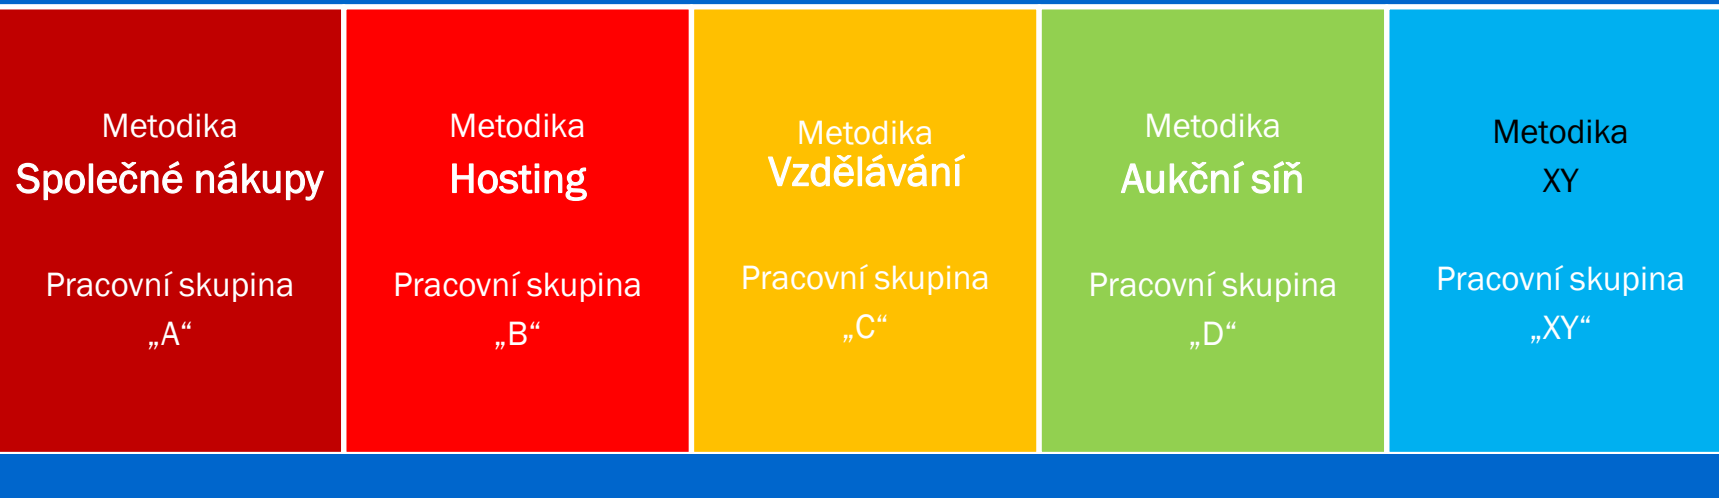 Metodika
Společné nákupy
Pracovní skupina
„A“
Metodika
Hosting
Pracovní skupina
„B“
Metodika
Vzdělávání
Pracovní skupina
„C“
Metodika
Aukční síň
Pracovní skupina
„D“
Metodika
XY
Pracovní skupina
„XY“